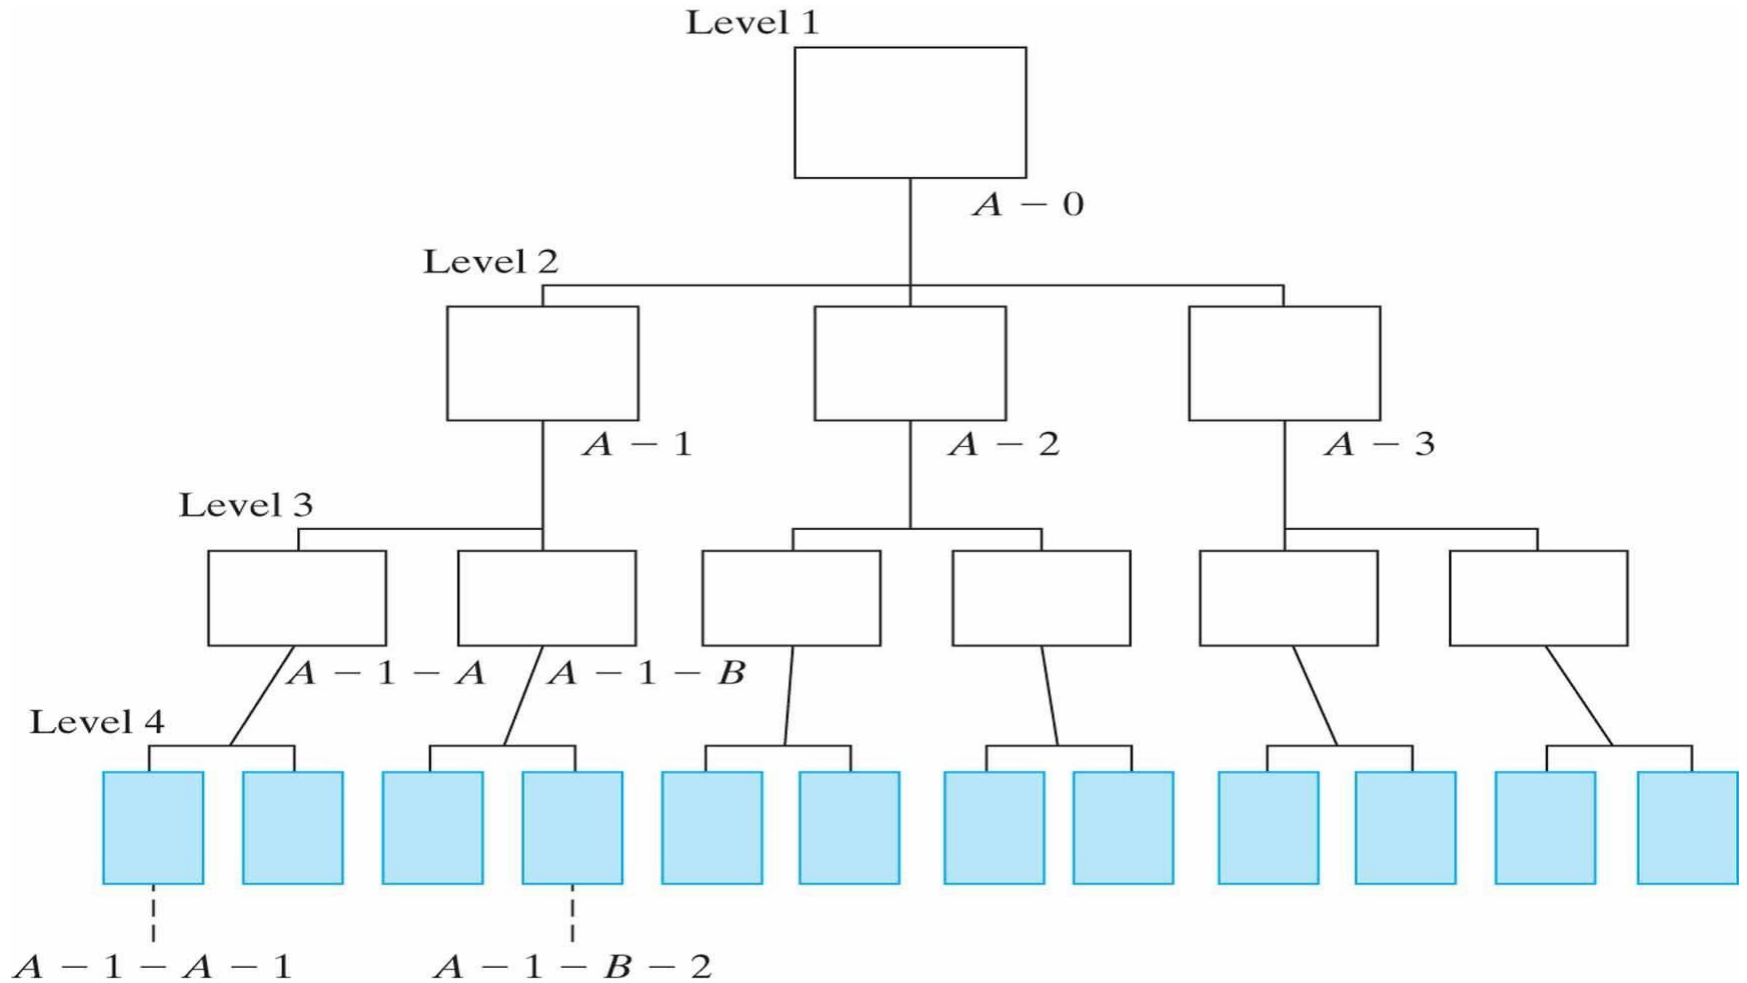 Level 1
A − 0
Level 2
A − 1
A − 2
A − 3
Level 3
A − 1 − A
A − 1 − B
Level 4
A − 1 − A − 1
A − 1 − B − 2